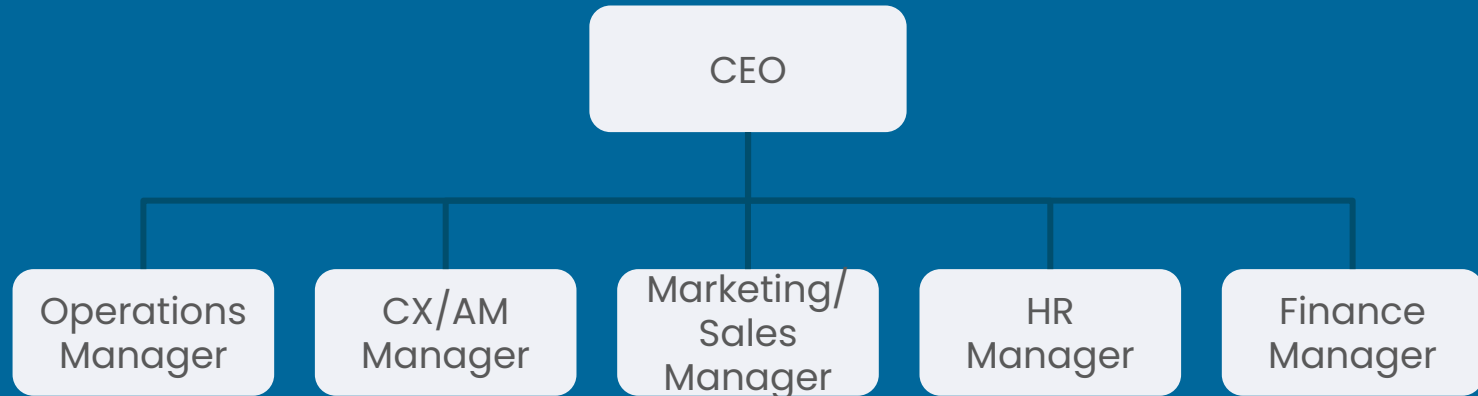 CEO
Operations
Manager
CX/AM
Manager
Marketing/
Sales
Manager
HR
Manager
Finance
Manager